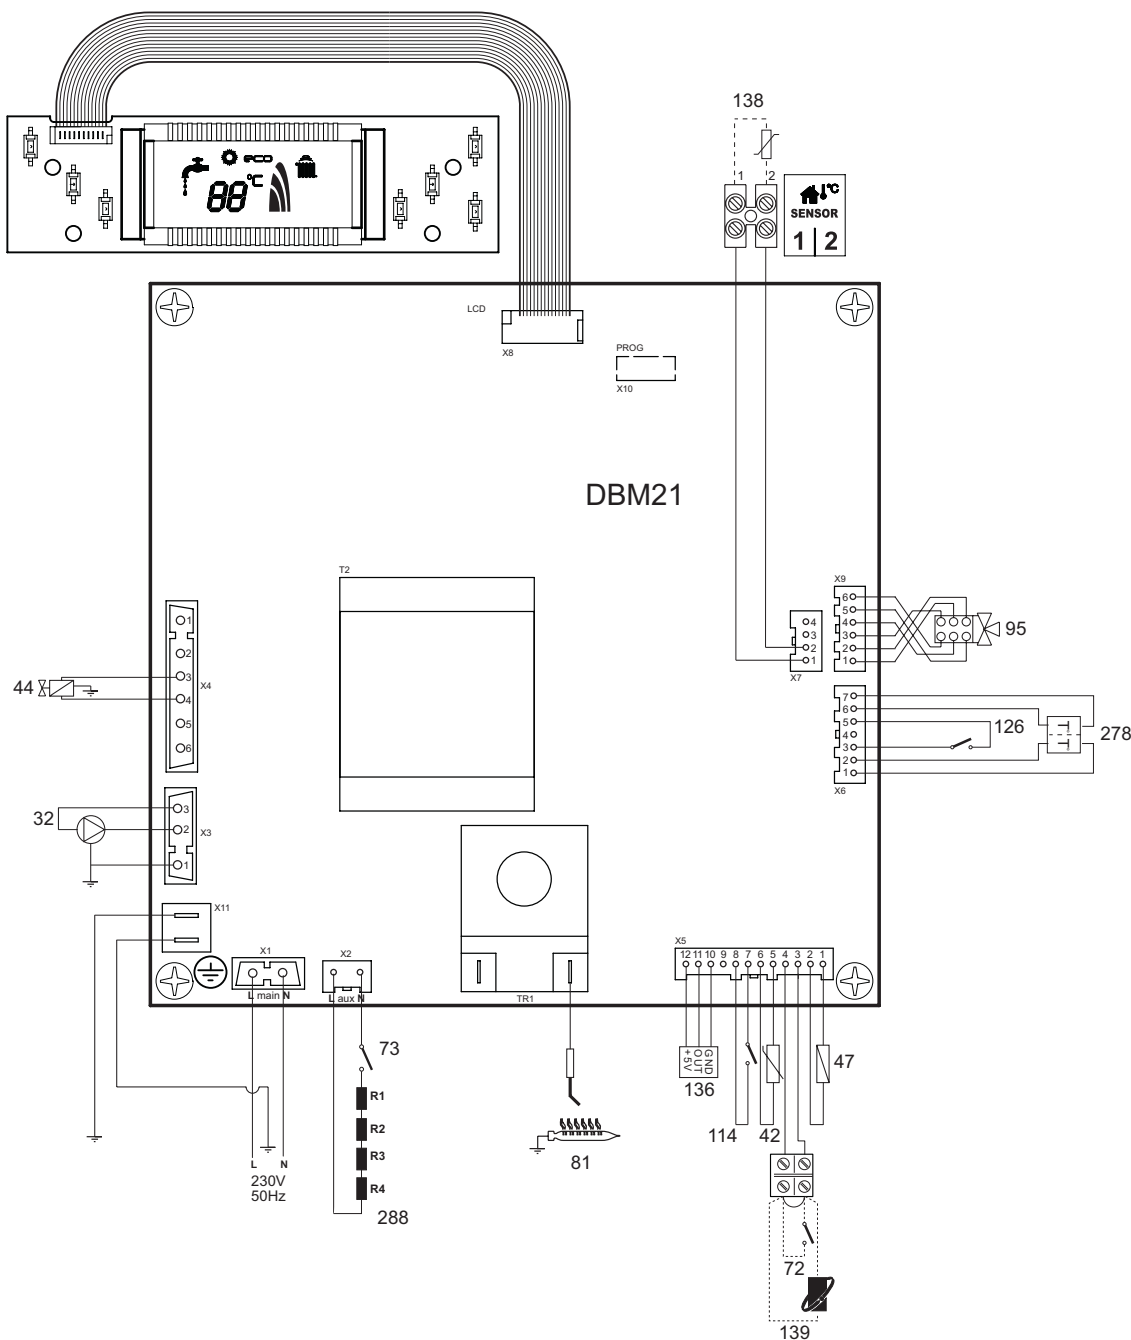 138
eco
88 °C
1 2
°C
SENSOR
1 2
LCD
X8
PROG
X10
DBM21
T2
X9
6
5
4
3
2
1
95
4
3
2
1
X7
1
2
3
4
5
6
X4
44
7
6
5
4
3
2
1
X6
126
278
3
2
1
X3
32
X11
X1
L main N
X2
L aux N
TR1
X5
12 11 10 9 8 7 6 5 4 3 2 1
73
R1
R2
R3
R4
288
+5V
OUT
GND
136
47
114
42
81
L N
230V
50Hz
72
139